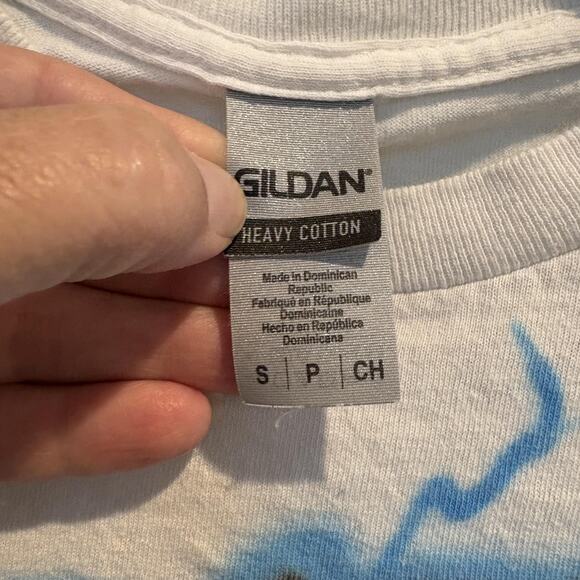 GILDAN®
HEAVY COTTON
Made in Dominican
Republic
Fabriqué en République
Dominicaine
Hecho en República
Dominicana
S | P | CH